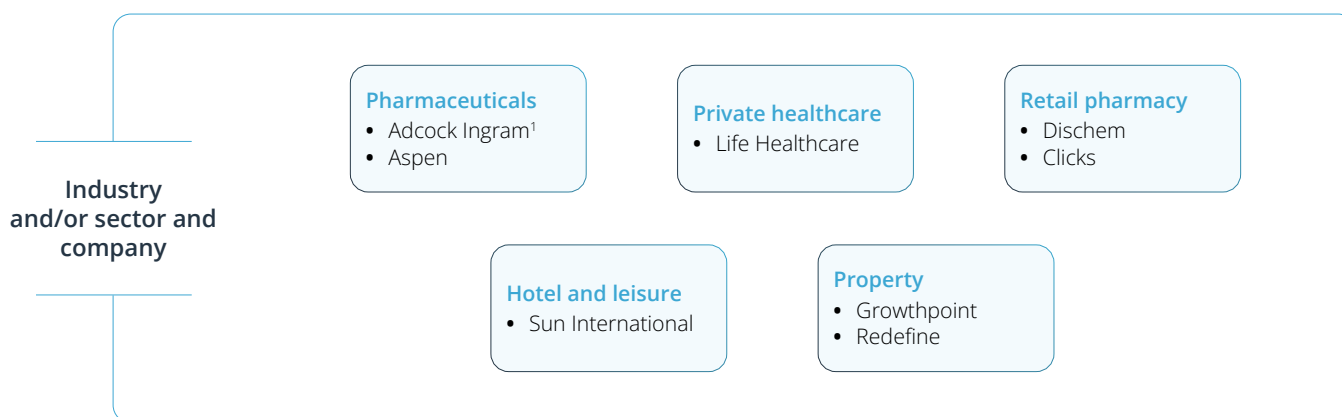 Industry
and/or sector and
company
Pharmaceuticals
• Adcock Ingram¹
• Aspen
Private healthcare
• Life Healthcare
Retail pharmacy
• Dischem
• Clicks
Hotel and leisure
• Sun International
Property
• Growthpoint
• Redefine